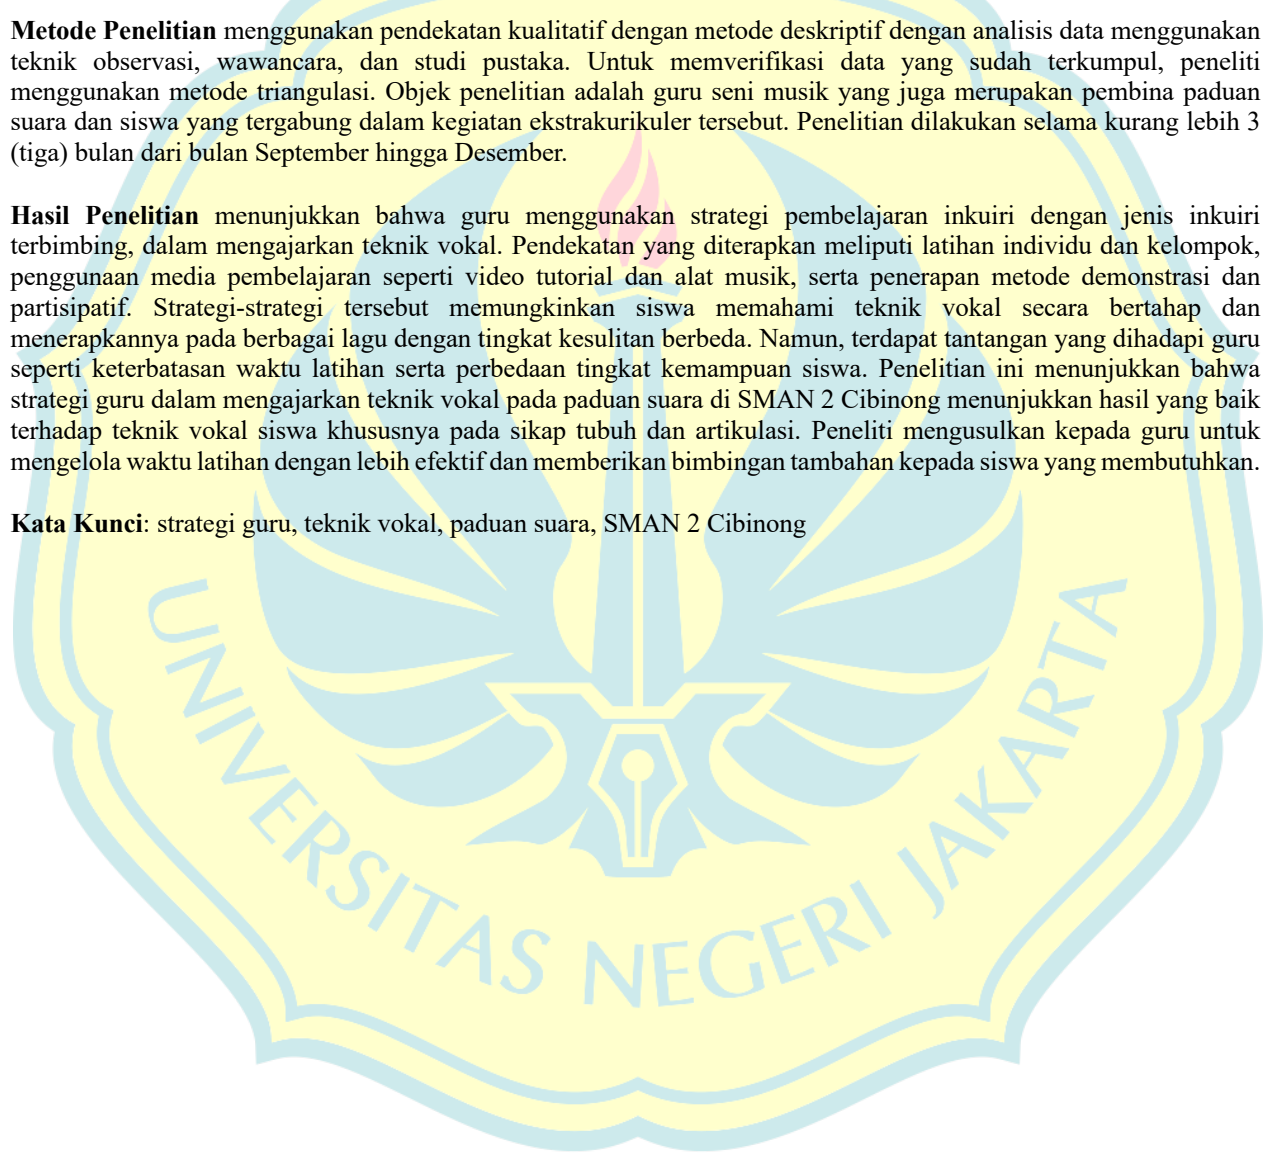 Metode Penelitian menggunakan pendekatan kualitatif dengan metode deskriptif dengan analisis data menggunakan
teknik observasi, wawancara, dan studi pustaka. Untuk memverifikasi data yang sudah terkumpul, peneliti
menggunakan metode triangulasi. Objek penelitian adalah guru seni musik yang juga merupakan pembina paduan
suara dan siswa yang tergabung dalam kegiatan ekstrakurikuler tersebut. Penelitian dilakukan selama kurang lebih 3
(tiga) bulan dari bulan September hingga Desember.
Hasil Penelitian menunjukkan bahwa guru menggunakan strategi pembelajaran inkuiri dengan jenis inkuiri
terbimbing, dalam mengajarkan teknik vokal. Pendekatan yang diterapkan meliputi latihan individu dan kelompok,
penggunaan media pembelajaran seperti video tutorial dan alat musik, serta penerapan metode demonstrasi dan
partisipatif. Strategi-strategi tersebut memungkinkan siswa memahami teknik vokal secara bertahap dan
menerapkannya pada berbagai lagu dengan tingkat kesulitan berbeda. Namun, terdapat tantangan yang dihadapi guru
seperti keterbatasan waktu latihan serta perbedaan tingkat kemampuan siswa. Penelitian ini menunjukkan bahwa
strategi guru dalam mengajarkan teknik vokal pada paduan suara di SMAN 2 Cibinong menunjukkan hasil yang baik
terhadap teknik vokal siswa khususnya pada sikap tubuh dan artikulasi. Peneliti mengusulkan kepada guru untuk
mengelola waktu latihan dengan lebih efektif dan memberikan bimbingan tambahan kepada siswa yang membutuhkan.
Kata Kunci: strategi guru, teknik vokal, paduan suara, SMAN 2 Cibinong
UNIVERSITAS NEGERI JAKARTA